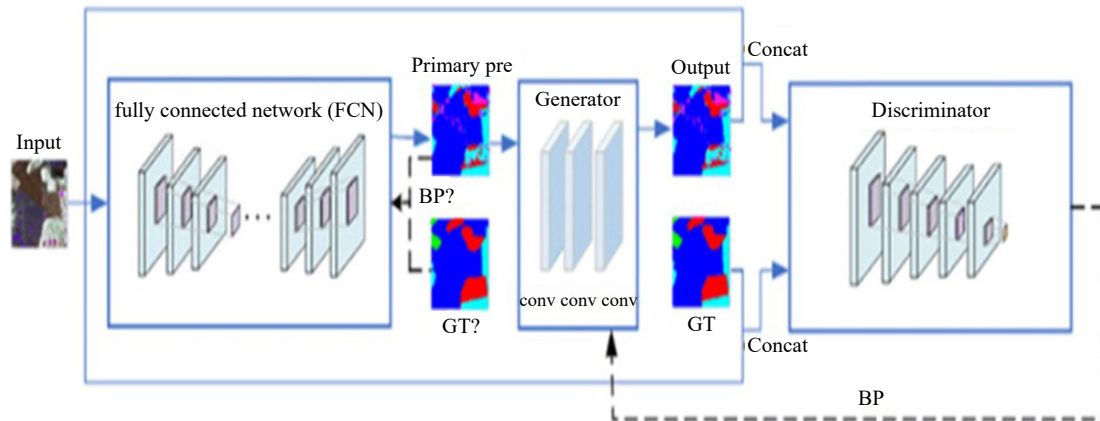 Input
fully connected network (FCN)
Primary pre
BP?
GT?
Generator
conv conv conv
Output
GT
Concat
Concat
Discriminator
BP